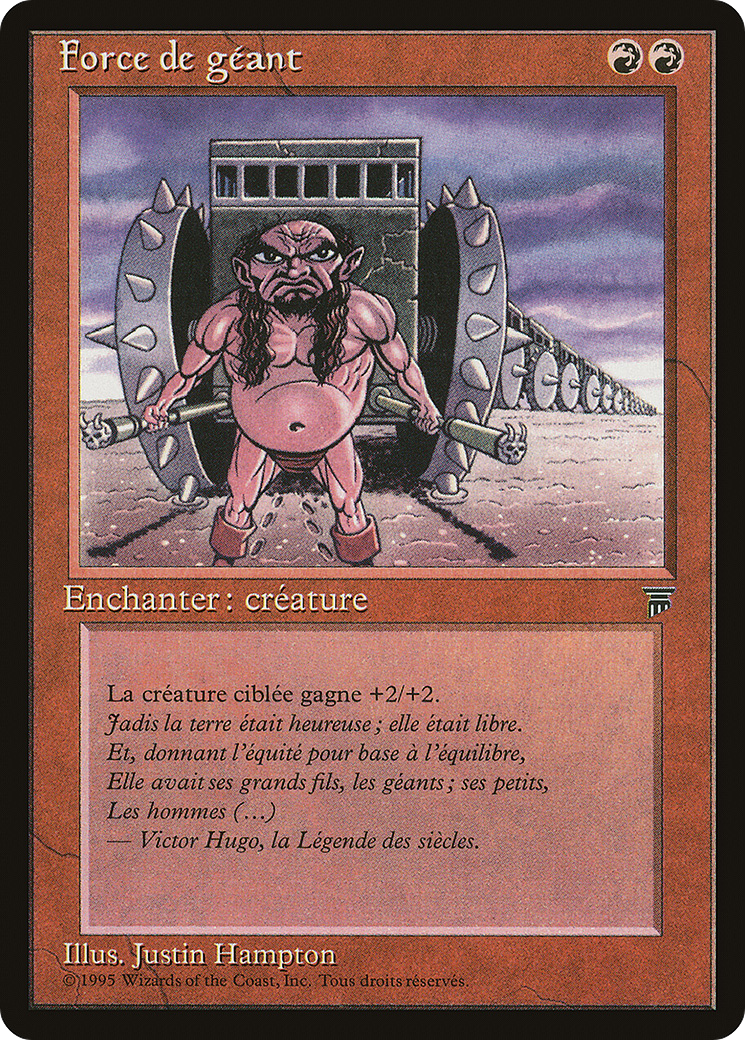 Force de géant
Enchanter : créature
La créature ciblée gagne +2/+2.
Jadis la terre était heureuse ; elle était libre.
Et, donnant l'équité pour base à l'équilibre,
Elle avait ses grands fils, les géants ; ses petits,
Les hommes (…)
— Victor Hugo, la Légende des siècles.
Illus. Justin Hampton
©1995 Wizards of the Coast, Inc. Tous droits réservés.